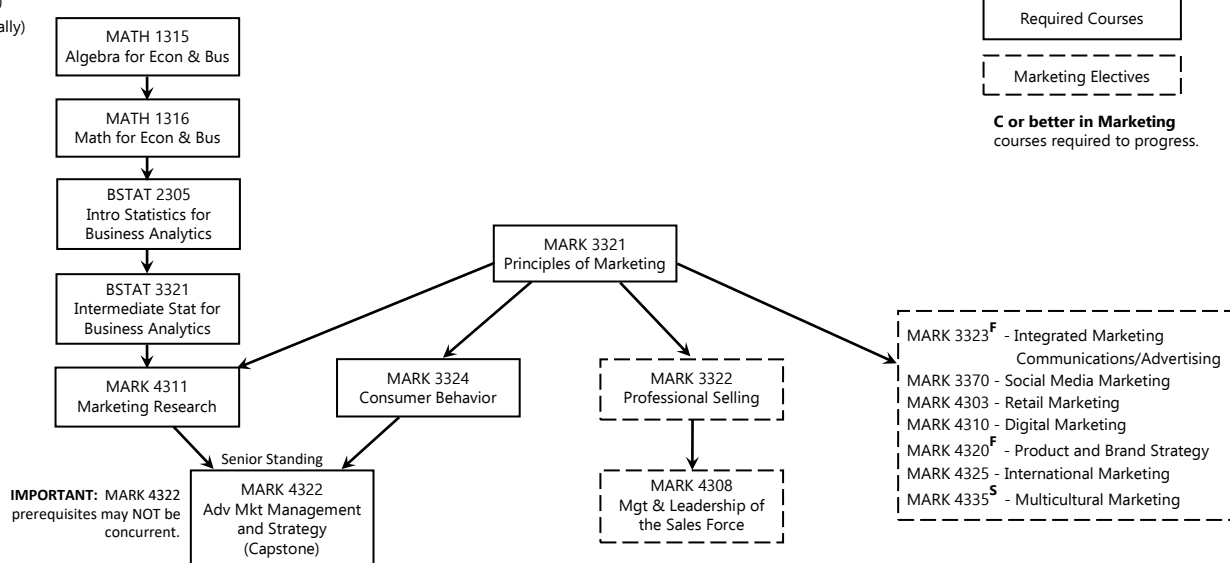 )
ally)
MATH 1315
Algebra for Econ & Bus
MATH 1316
Math for Econ & Bus
BSTAT 2305
Intro Statistics for
Business Analytics
BSTAT 3321
Intermediate Stat for
Business Analytics
MARK 4311
Marketing Research
MARK 3321
Principles of Marketing
MARK 3324
Consumer Behavior
MARK 3322
Professional Selling
MARK 4308
Mgt & Leadership of
the Sales Force
Senior Standing
MARK 4322
Adv Mkt Management
and Strategy
(Capstone)
IMPORTANT: MARK 4322
prerequisites may NOT be
concurrent.
Required Courses
Marketing Electives
C or better in Marketing
courses required to progress.
MARK 3323F - Integrated Marketing
Communications/Advertising
MARK 3370 - Social Media Marketing
MARK 4303 - Retail Marketing
MARK 4310 - Digital Marketing
MARK 4320F - Product and Brand Strategy
MARK 4325 - International Marketing
MARK 4335S - Multicultural Marketing